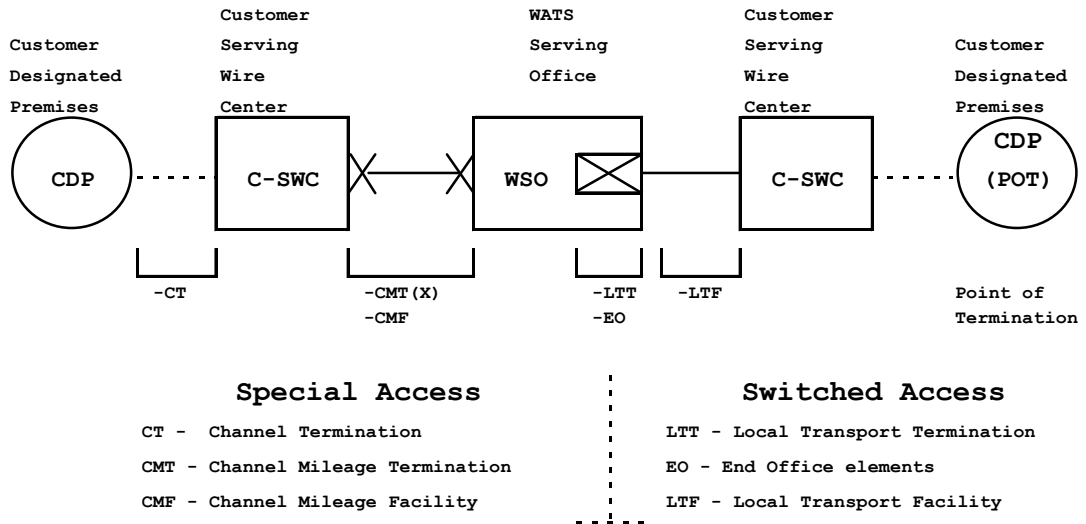 Customer WATS Customer
Customer Serving Serving Serving Customer
Designated Wire Office Wire Designated
Premises Center Center Premises
CDP
CDP C-SWC WSO C-SWC (POT)
-CT -CMT(X) -LTT -LTF Point of
-CMF -EO Termination
Special Access Switched Access
CT - Channel Termination LTT - Local Transport Termination
CMT - Channel Mileage Termination EO - End Office elements
CMF - Channel Mileage Facility LTF - Local Transport Facility